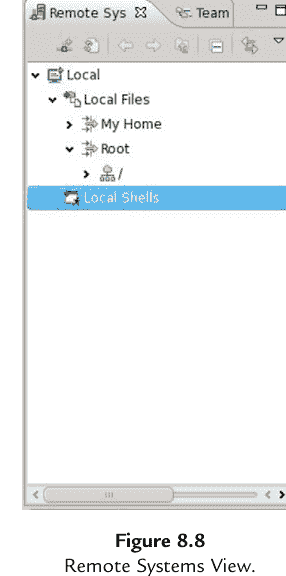 Remote Sys
Team
Local
Local Files
My Home
Root
/
Local Shells
Figure 8.8
Remote Systems View.